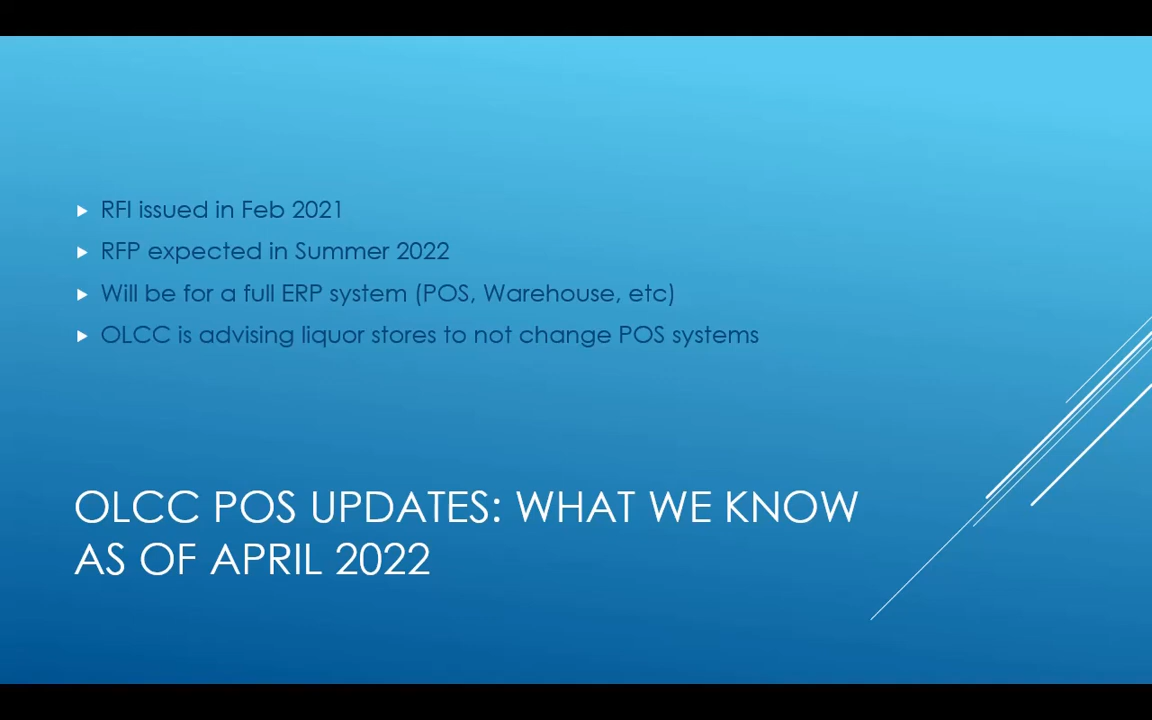 RFI issued in Feb 2021
RFP expected in Summer 2022
Will be for a full ERP system (POS, Warehouse, etc)
OLCC is advising liquor stores to not change POS systems
OLCC POS UPDATES: WHAT WE KNOW
AS OF APRIL 2022